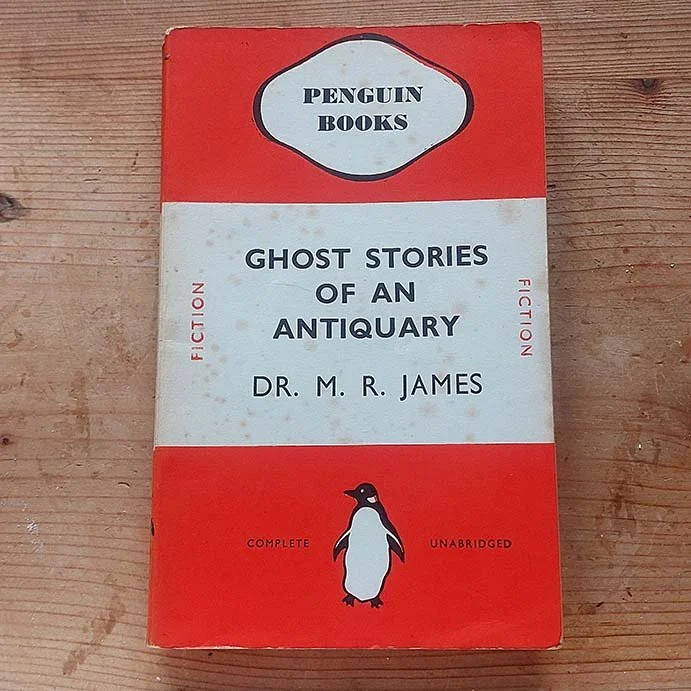 PENGUIN
BOOKS
GHOST STORIES
OF AN
ANTIQUARY
DR. M. R. JAMES
FICTION
FICTION
COMPLETE
UNABRIDGED